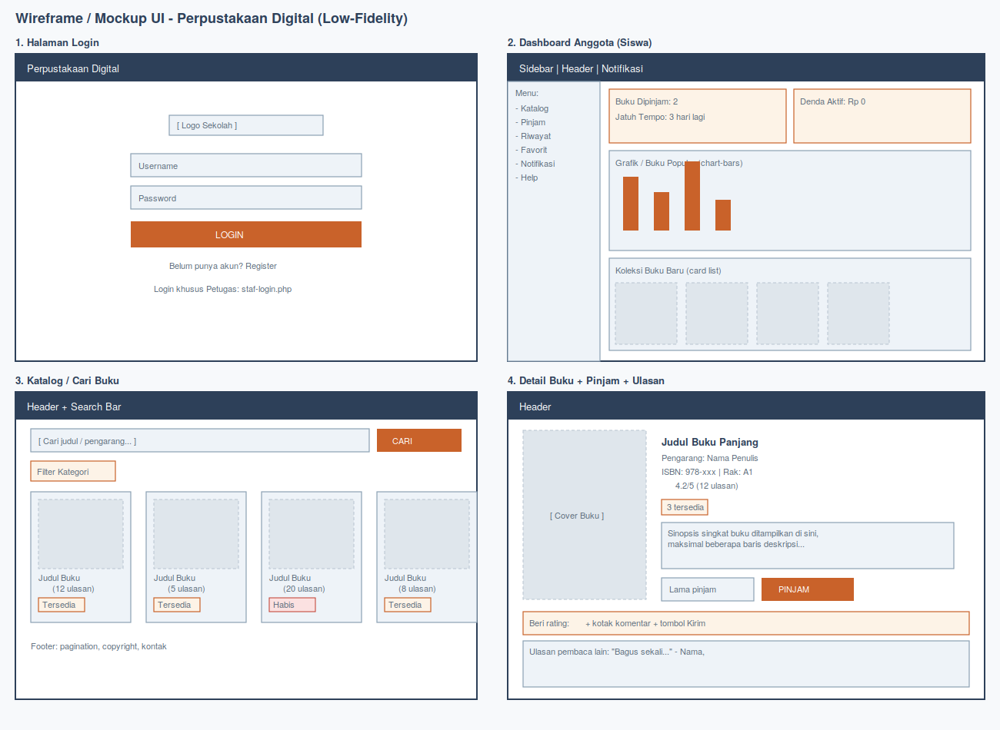 Wireframe / Mockup UI - Perpustakaan Digital (Low-Fidelity)
1. Halaman Login
Perpustakaan Digital
[ Logo Sekolah ]
Username
Password
LOGIN
Belum punya akun? Register
Login khusus Petugas: staf-login.php
2. Dashboard Anggota (Siswa)
Sidebar | Header | Notifikasi
Menu:
- Katalog
- Pinjam
- Riwayat
- Favorit
- Notifikasi
- Help
Buku Dipinjam: 2
Jatuh Tempo: 3 hari lagi
Denda Aktif: Rp 0
Grafik / Buku (chart-bars)
Koleksi Buku Baru (card list)
3. Katalog / Cari Buku
Header + Search Bar
[ Cari judul / pengarang... ]
CARI
Filter Kategori
Judul Buku
(12 ulasan)
Tersedia
Judul Buku
(5 ulasan)
Tersedia
Judul Buku
(20 ulasan)
Habis
Judul Buku
(8 ulasan)
Tersedia
Footer: pagination, copyright, kontak
4. Detail Buku + Pinjam + Ulasan
Header
[ Cover Buku ]
Judul Buku Panjang
Pengarang: Nama Penulis
ISBN: 978-xxx | Rak: A1
4.2/5 (12 ulasan)
3 tersedia
Sinopsis singkat buku ditampilkan di sini,
maksimal beberapa baris deskripsi...
Lama pinjam
PINJAM
Beri rating: + kotak komentar + tombol Kirim
Ulasan pembaca lain: "Bagus sekali..." - Nama,